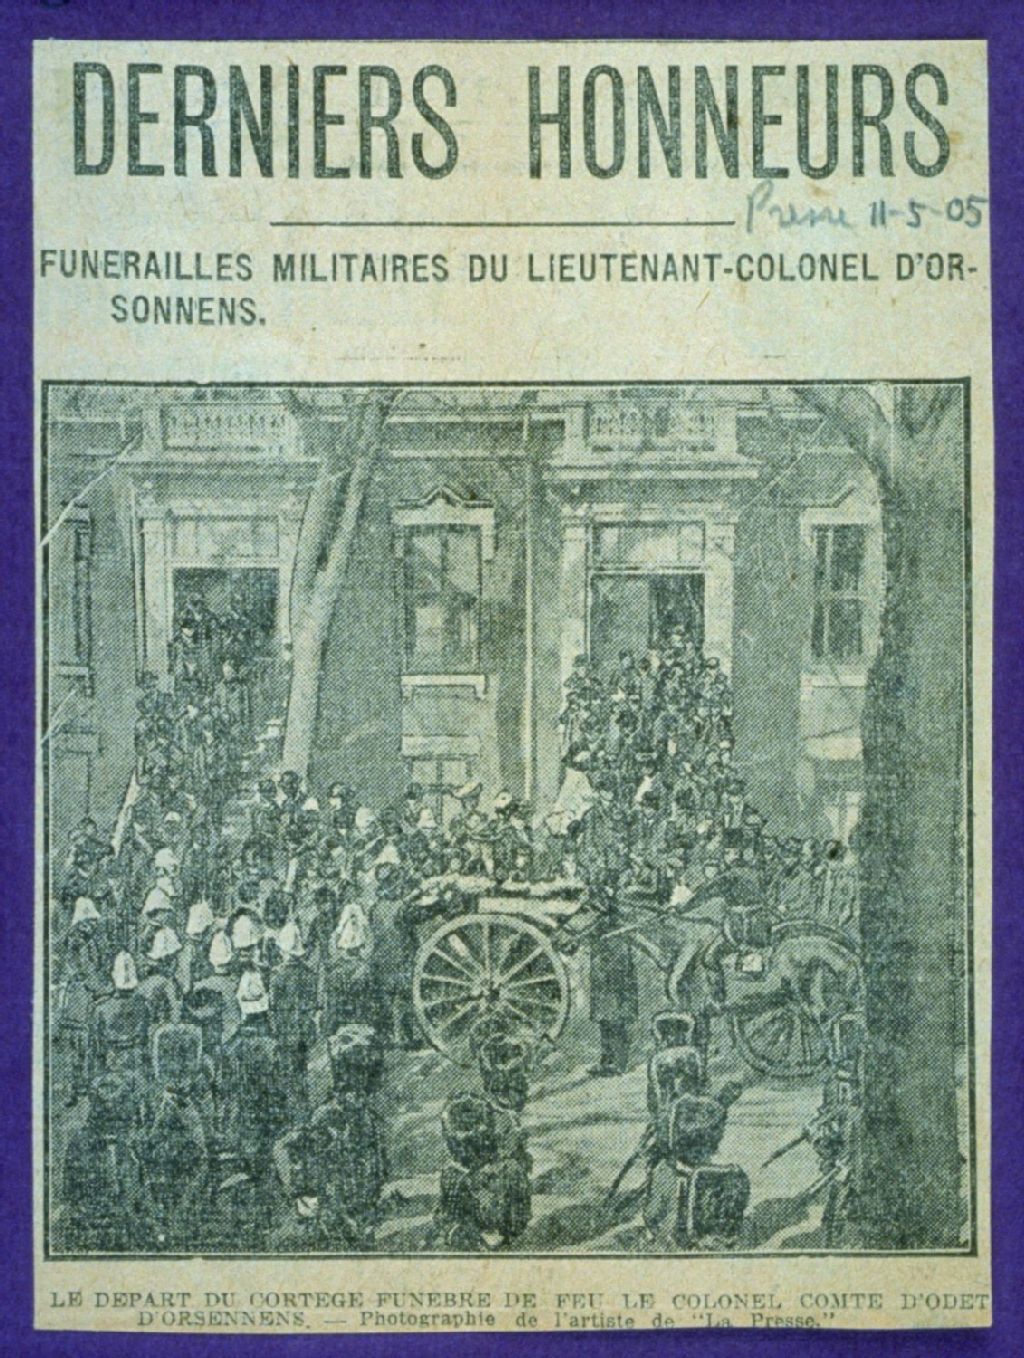 DERNIERS HONNEURS
Presse 11-5-05
FUNERAILLES MILITAIRES DU LIEUTENANT-COLONEL D'OR-
SONNENS.
LE DEPART DU CORTEGE FUNEBRE DE FEU LE COLONEL COMTE D'ODET
D'ORSENNENS. — Photographie de l'artiste de "La Presse."